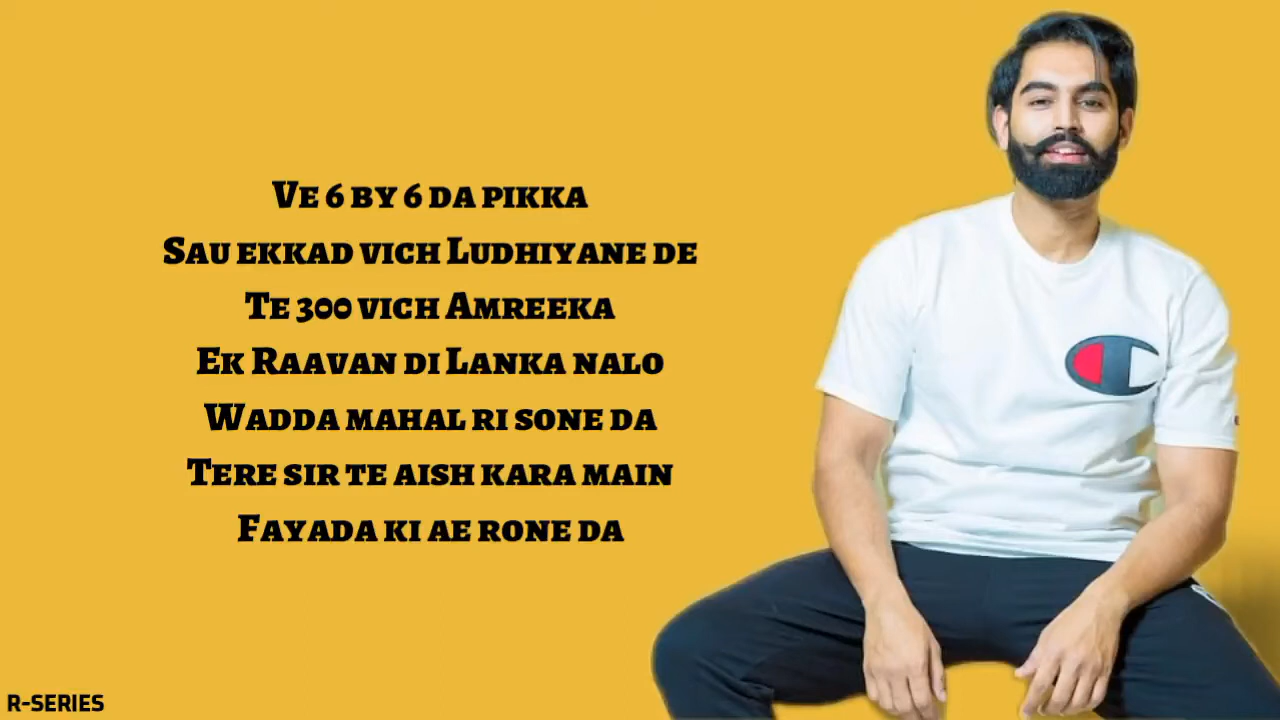 Ve 6 by 6 da pikka
Sau ekkad vich Ludhiyane de
Te 300 vich Amreeka
Ek Raavan di Lanka nalo
Wadda mahal ri sone da
Tere sir te aish kara main
Fayada ki ae rone da
R-SERIES